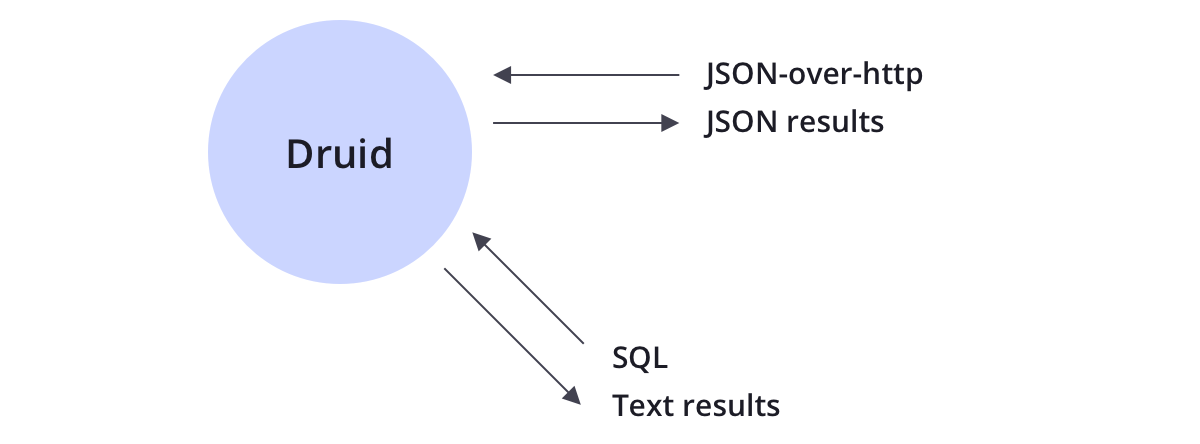 JSON-over-http
Druid
JSON results
SQL
Text results